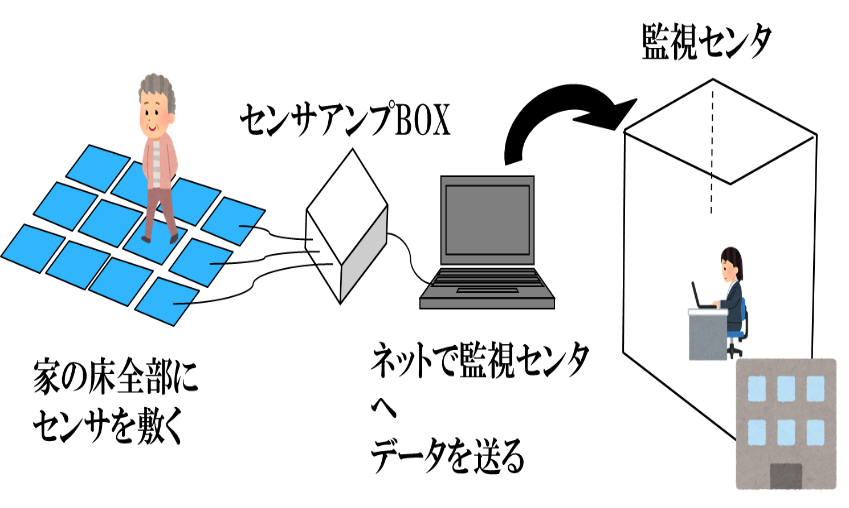 監視センタ
センサアンプBOX
家の床全部に
センサを敷く
ネットで監視センタ
へ
データを送る